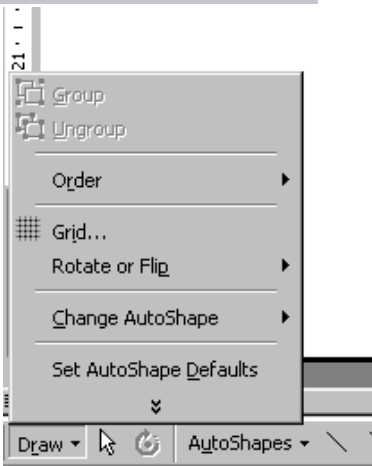 21
Group
Ungroup
Order
Grid...
Rotate or Flip
Change AutoShape
Set AutoShape Defaults
Draw AutoShapes